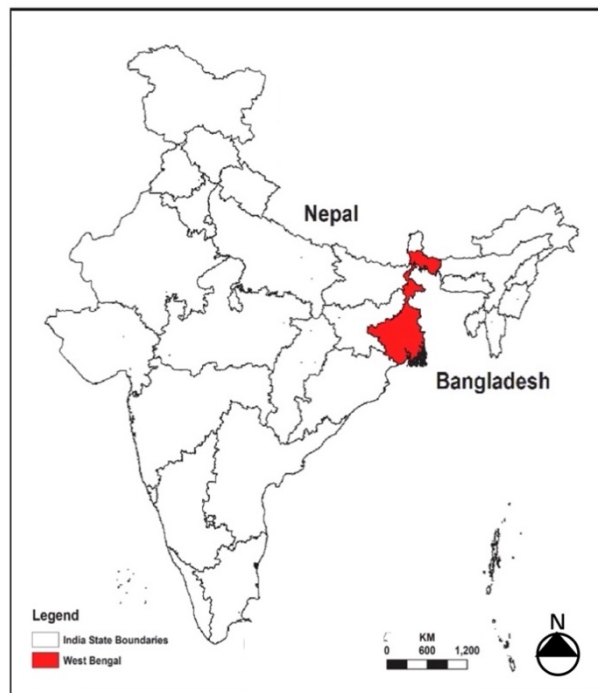 Nepal
Bangladesh
Legend
India State Boundaries
West Bengal
KM
0 600 1,200
N